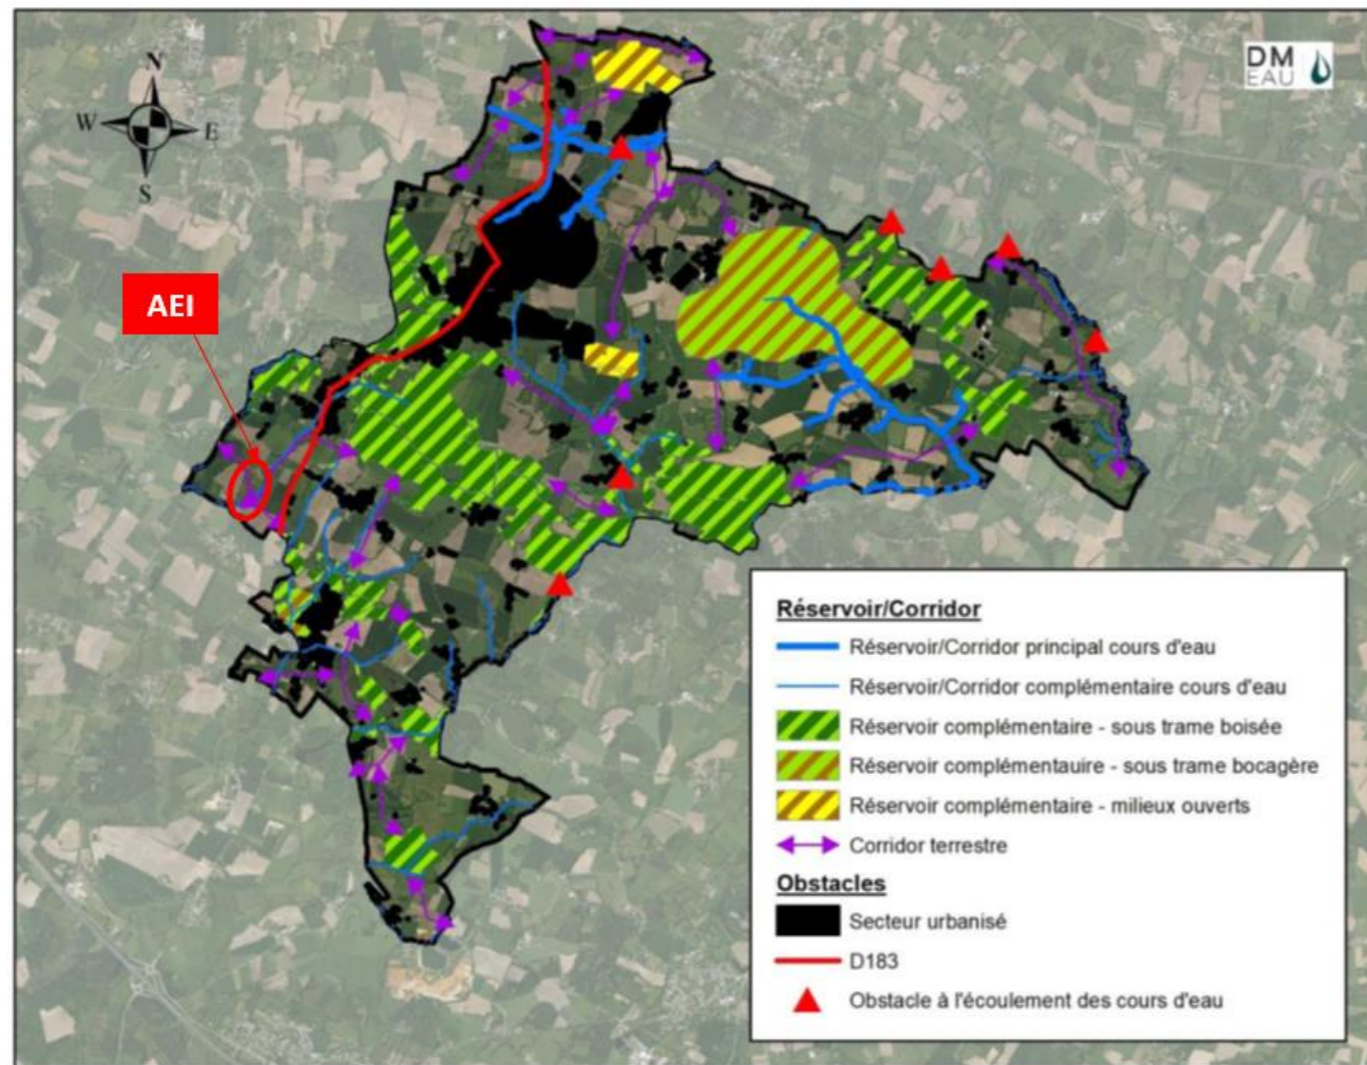 DM
EAU
N
W
E
S
AEI
Réservoir/Corridor
Réservoir/Corridor principal cours d'eau
Réservoir/Corridor complémentaire cours d'eau
Réservoir complémentaire - sous trame boisée
Réservoir complémentauire - sous trame bocagère
Réservoir complémentaire - milieux ouverts
Corridor terrestre
Obstacles
Secteur urbanisé
D183
Obstacle à l'écoulement des cours d'eau